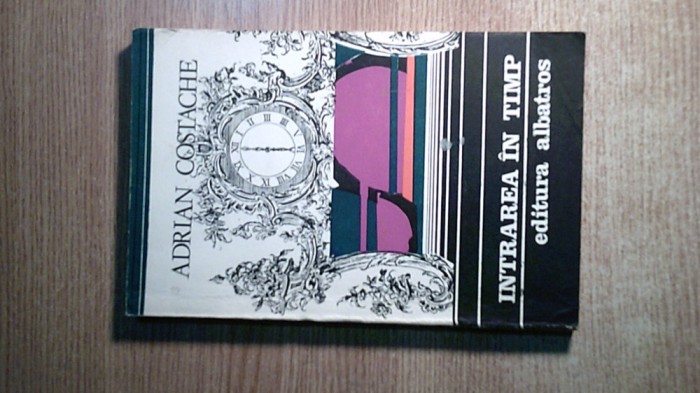 ADRIAN COSTACHE
INTRAREA ÎN TIMP
editura albatros